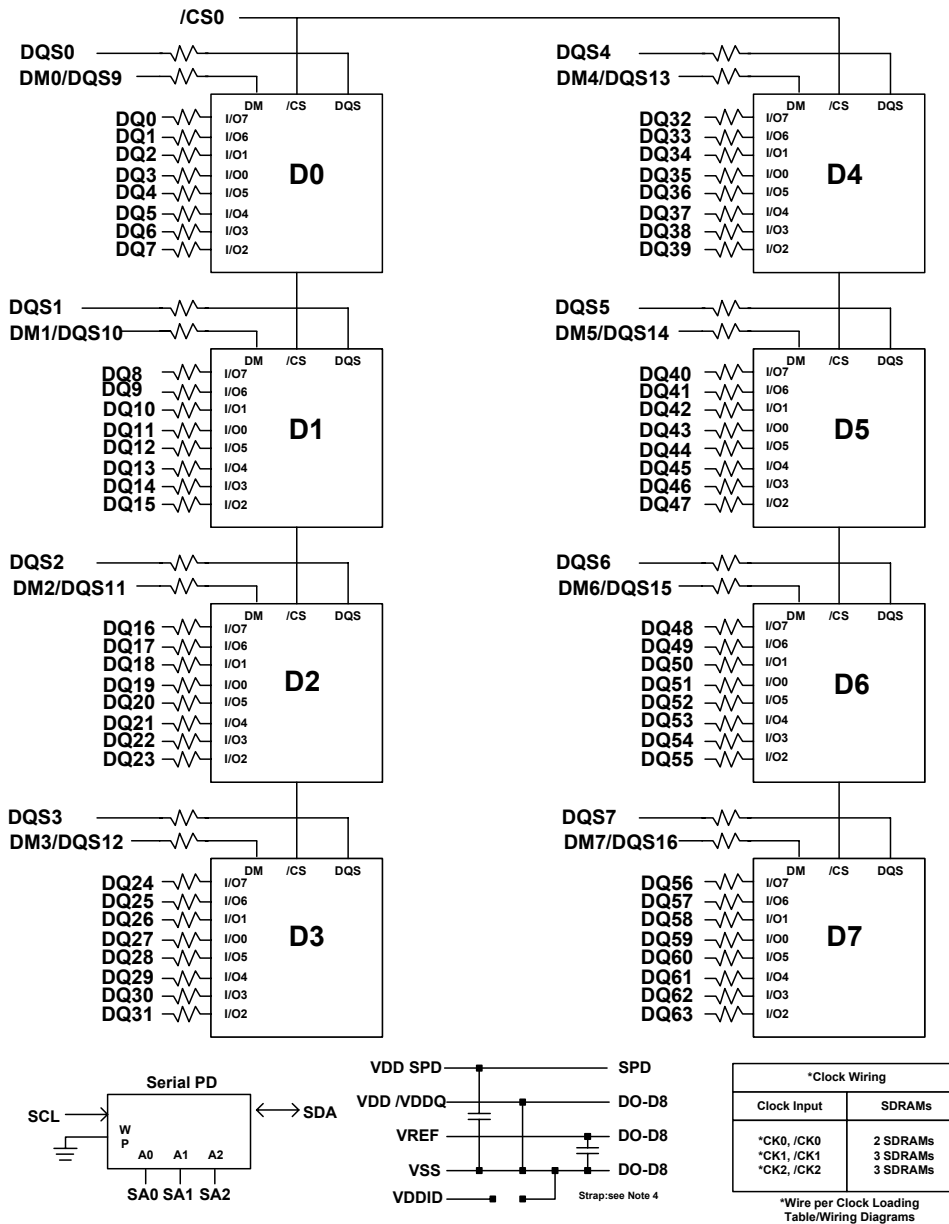 /CS0
DQS0
DM0/DQS9
DM /CS DQS
D0
DQ0 I/O7
DQ1 I/O6
DQ2 I/O1
DQ3 I/O0
DQ4 I/O5
DQ5 I/O4
DQ6 I/O3
DQ7 I/O2
DQS1
DM1/DQS10
DM /CS DQS
D1
DQ8 I/O7
DQ9 I/O6
DQ10 I/O1
DQ11 I/O0
DQ12 I/O5
DQ13 I/O4
DQ14 I/O3
DQ15 I/O2
DQS2
DM2/DQS11
DM /CS DQS
D2
DQ16 I/O7
DQ17 I/O6
DQ18 I/O1
DQ19 I/O0
DQ20 I/O5
DQ21 I/O4
DQ22 I/O3
DQ23 I/O2
DQS3
DM3/DQS12
DM /CS DQS
D3
DQ24 I/O7
DQ25 I/O6
DQ26 I/O1
DQ27 I/O0
DQ28 I/O5
DQ29 I/O4
DQ30 I/O3
DQ31 I/O2
DQS4
DM4/DQS13
DM /CS DQS
D4
DQ32 I/O7
DQ33 I/O6
DQ34 I/O1
DQ35 I/O0
DQ36 I/O5
DQ37 I/O4
DQ38 I/O3
DQ39 I/O2
DQS5
DM5/DQS14
DM /CS DQS
D5
DQ40 I/O7
DQ41 I/O6
DQ42 I/O1
DQ43 I/O0
DQ44 I/O5
DQ45 I/O4
DQ46 I/O3
DQ47 I/O2
DQS6
DM6/DQS15
DM /CS DQS
D6
DQ48 I/O7
DQ49 I/O6
DQ50 I/O1
DQ51 I/O0
DQ52 I/O5
DQ53 I/O4
DQ54 I/O3
DQ55 I/O2
DQS7
DM7/DQS16
DM /CS DQS
D7
DQ56 I/O7
DQ57 I/O6
DQ58 I/O1
DQ59 I/O0
DQ60 I/O5
DQ61 I/O4
DQ62 I/O3
DQ63 I/O2
Serial PD
SCL
SDA
W
P
A0 A1 A2
SA0 SA1 SA2
VDD SPD SPD
VDD /VDDQ DO-D8
VREF DO-D8
VSS DO-D8
VDDID Strap:see Note 4
*Clock Wiring
Clock Input SDRAMs
*CK0, /CK0 2 SDRAMs
*CK1, /CK1 3 SDRAMs
*CK2, /CK2 3 SDRAMs
*Wire per Clock Loading
Table/Wiring Diagrams